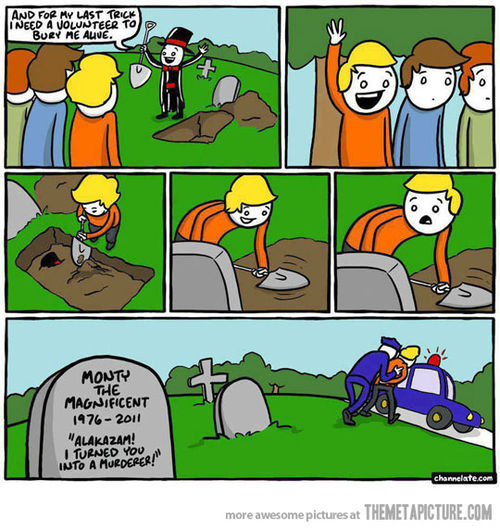 AND FOR MY LAST TRICK
I NEED A VOLUNTEER TO
BURY ME ALIVE.
MONTY
THE
MAGNIFICENT
1976 - 2011
"ALAKAZAM!
I TURNED YOU
INTO A MURDERER!"
channelate.com
more awesome pictures at THEMETAPICTURE.COM